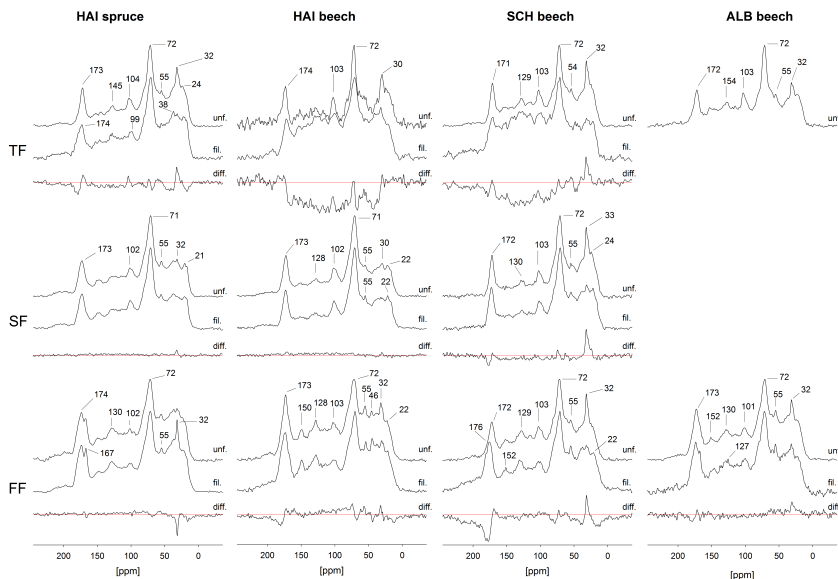 HAI spruce HAI beech SCH beech ALB beech
TF
173 145 104 72 55 32 24
unf.
174 99 38
fil.
diff.
174 103 72 30
unf.
fil.
diff.
171 129 103 72 54 32
unf.
fil.
diff.
172 154 103 72 55 32
unf
SF
173 102 71 55 32 21
unf.
fil.
diff.
173 128 102 71 55 30 22
unf.
55 22
fil.
diff.
172 130 103 72 55 33 24
unf.
fil.
diff.
FF
174 130 102 72
unf.
167 55 32
fil.
diff.
173 150 128 103 72 55 46 32 22
unf.
fil.
diff.
172 129 103 72 55 32
unf.
176 152 22
fil.
diff.
173 152 130 101 72 55 32
unf
127
fil.
diff.
200 150 100 50 0 200 150 100 50 0 200 150 100 50 0 200 150 100 50 0
[ppm] [ppm] [ppm] [ppm]